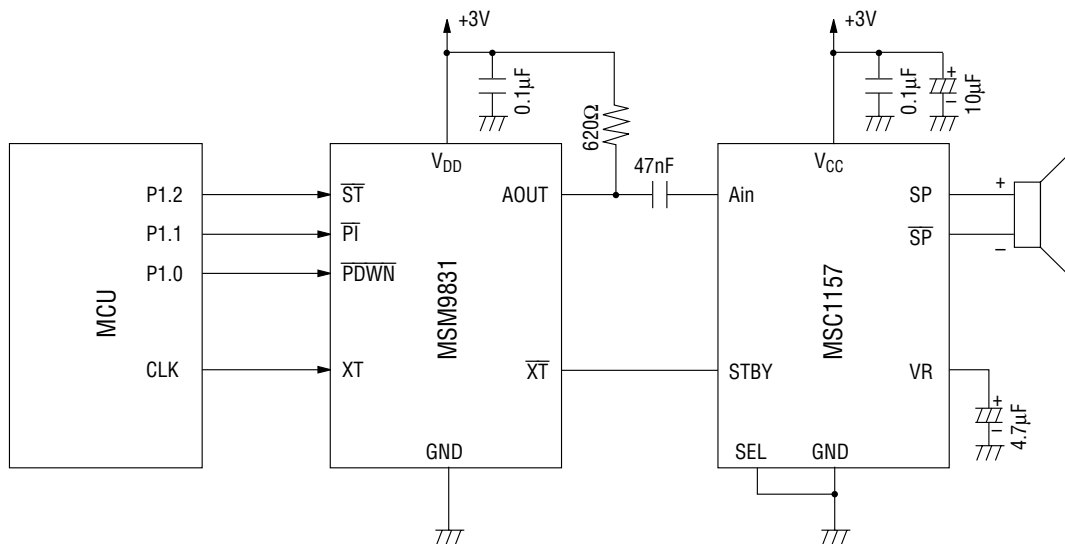 +3V
+3V
0.1μF
620Ω
0.1μF
+
−
10μF
MCU
P1.2
P1.1
P1.0
CLK
MSM9831
VDD
ST
PI
PDWN
XT
AOUT
XT
GND
47nF
MSC1157
VCC
Ain
STBY
SEL
GND
SP
SP
VR
+
−
+
−
4.7μF